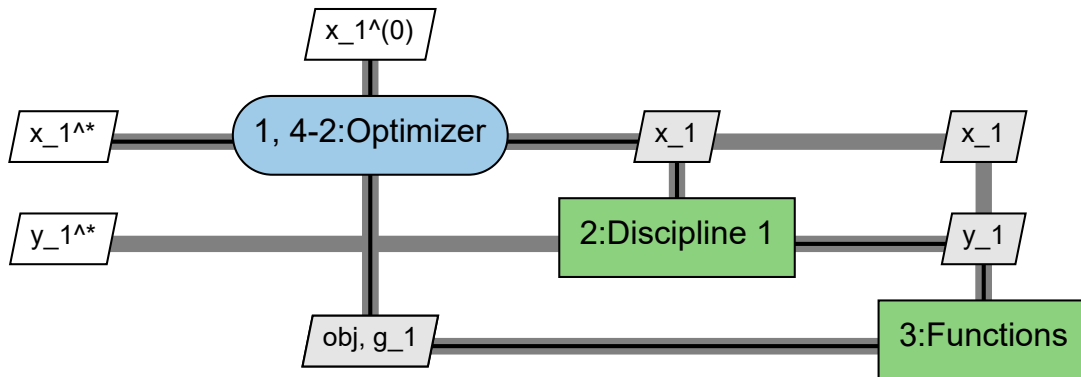 x_1^(0)
x_1^*
1, 4-2:Optimizer
x_1
x_1
y_1^*
2:Discipline 1
y_1
obj, g_1
3:Functions